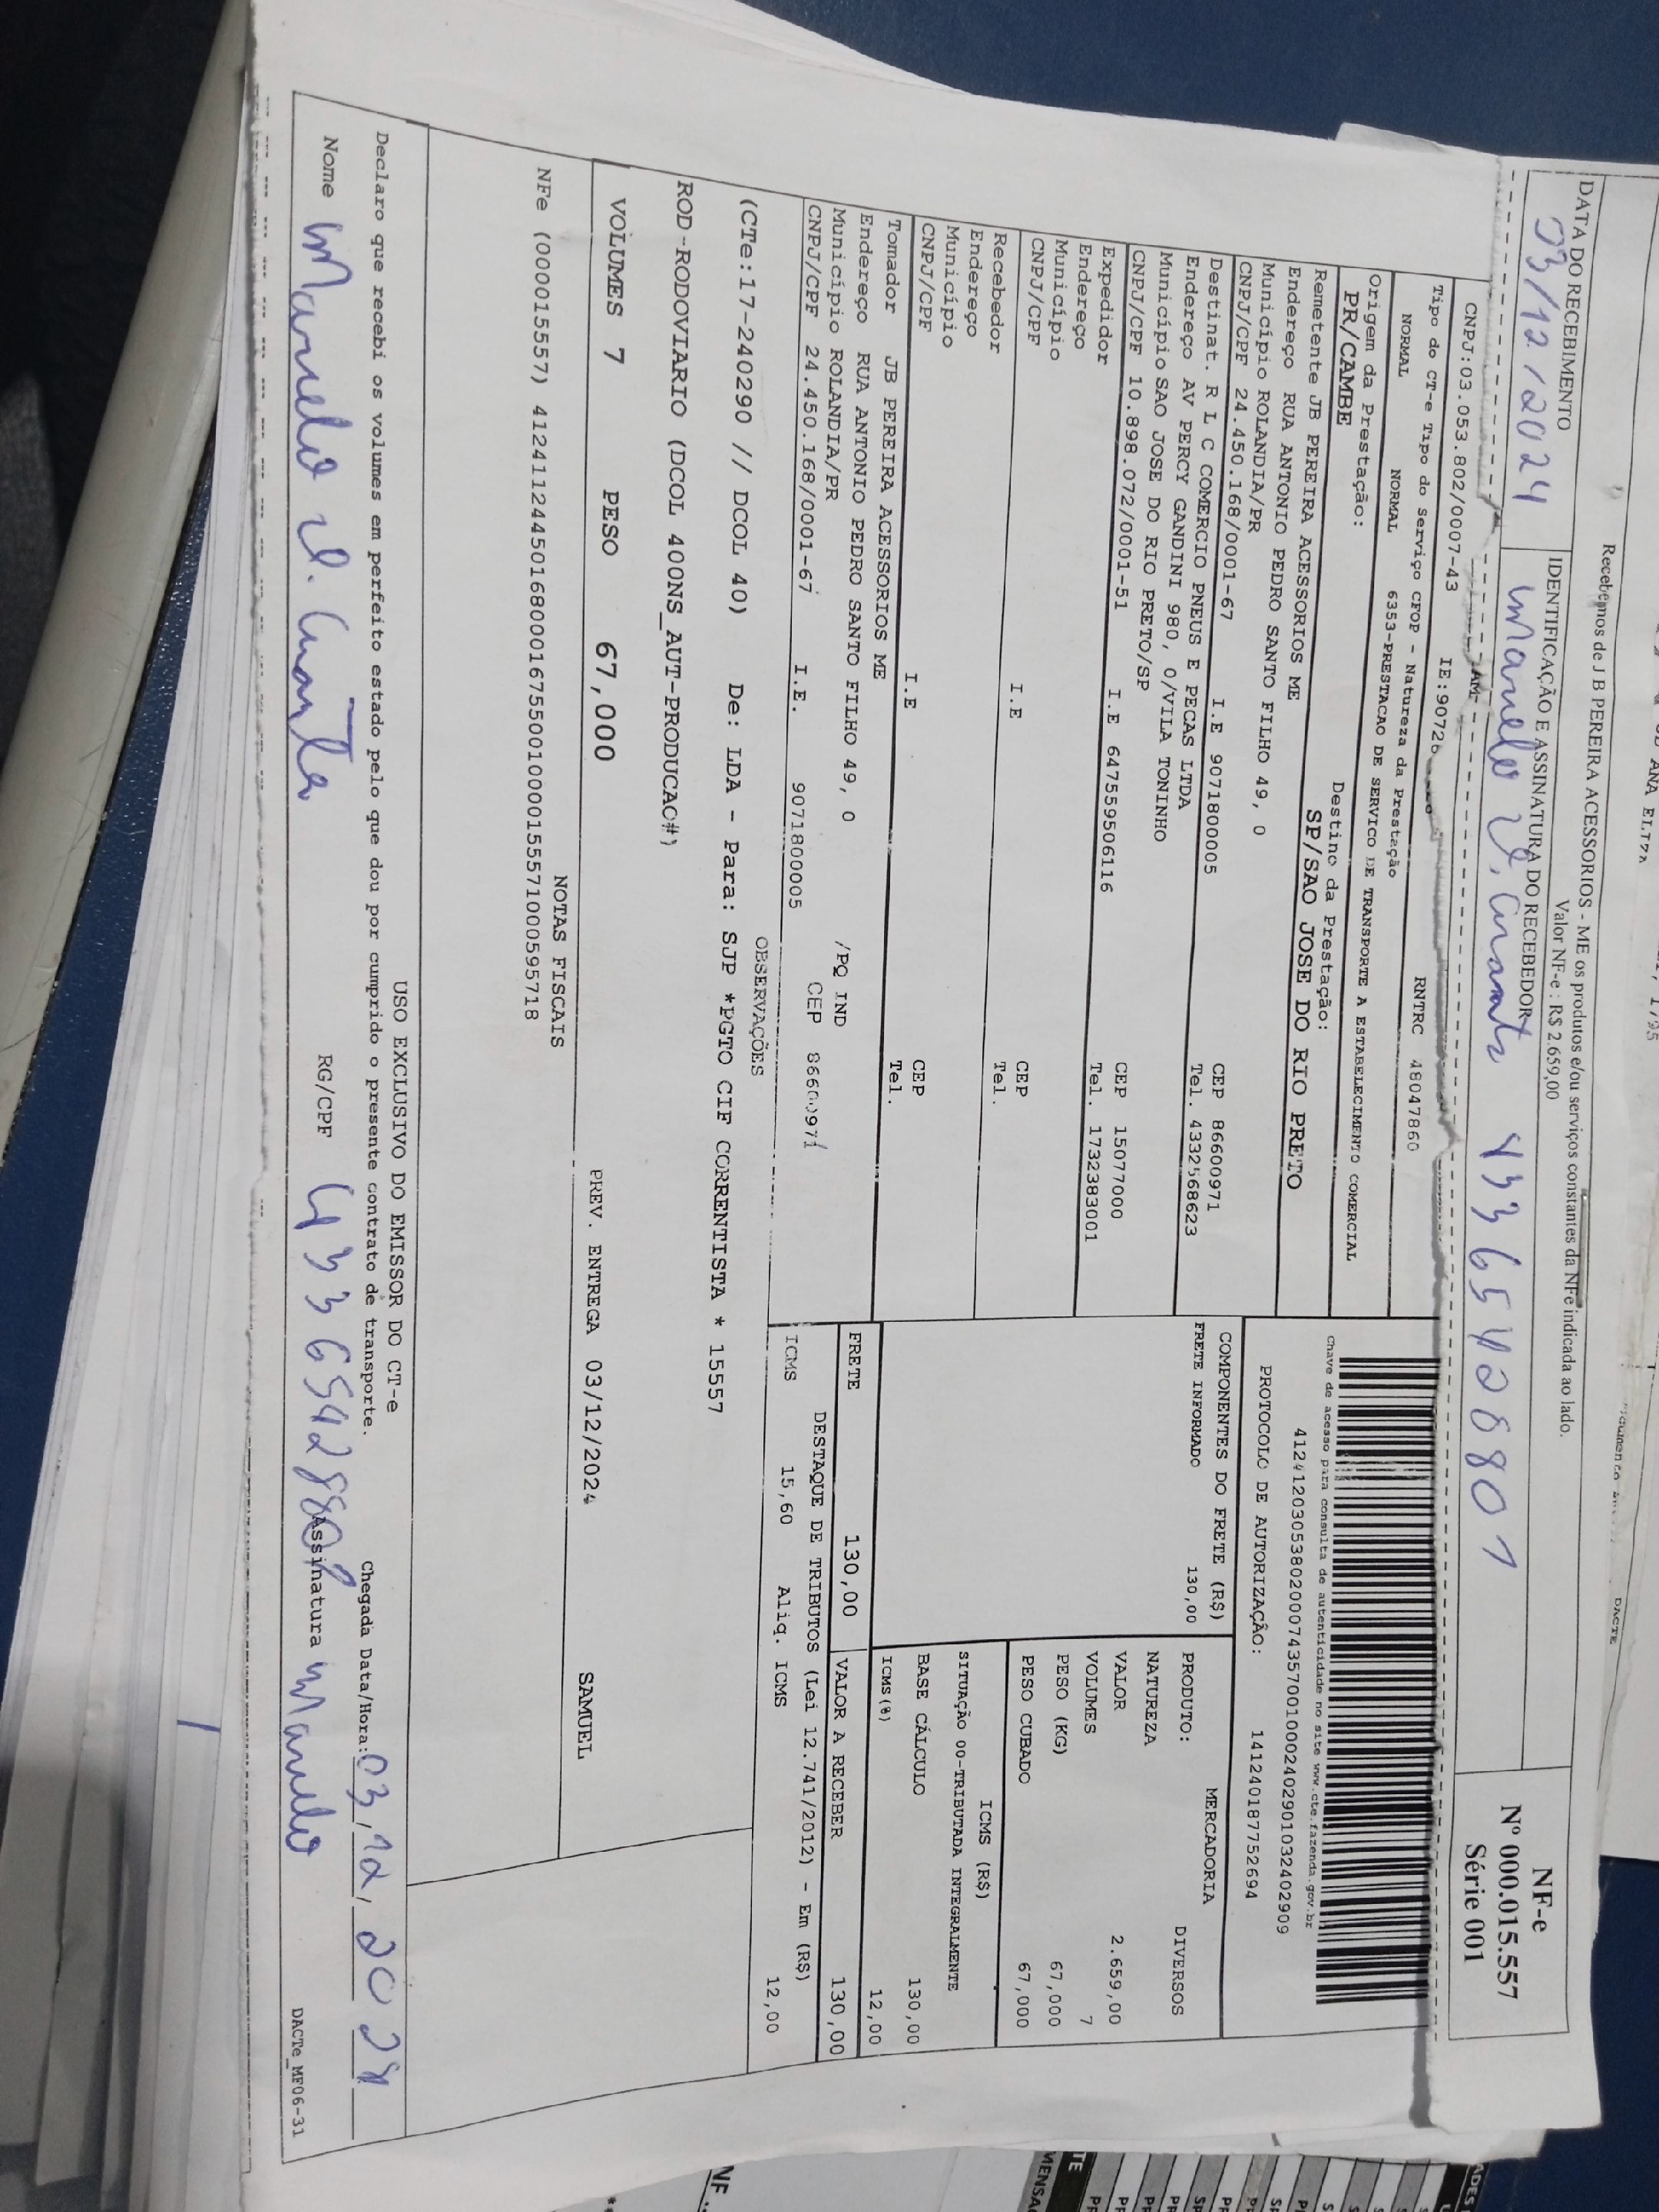 Recebemos de J B PEREIRA ACESSORIOS - ME os produtos e/ou serviços constantes da NFe indicada ao lado.
Valor NF-e : R$ 2.659,00
DATA DO RECEBIMENTO
IDENTIFICAÇÃO E ASSINATURA DO RECEBEDOR
03/12/2024
43365428801
NF-e
Nº 000.015.557
Série 001
CNPJ:03.053.802/0007-43
RNTRC 48047860
Tipo do CT-e Tipo do Serviço CFOP - Natureza da Prestação
NORMAL NORMAL 6353-PRESTACAO DE SERVICO DE TRANSPORTE A ESTABELECIMENTO COMERCIAL
Origem da Prestação: Destino da Prestação:
PR/CAMBE SP/SAO JOSE DO RIO PRETO
Chave de acesso para consulta de autenticidade no site www.cte.fazenda.gov.br
41241203053802000743570010002402901032402909
PROTOCOLO DE AUTORIZAÇÃO: 141240187752694
Remetente JB PEREIRA ACESSORIOS ME
Endereço RUA ANTONIO PEDRO SANTO FILHO 49, 0
Município ROLANDIA/PR CEP 86600971
CNPJ/CPF 24.450.168/0001-67 I.E 9071800005 Tel. 4332568623
Destinat. R L C COMERCIO PNEUS E PECAS LTDA
Endereço AV PERCY GANDINI 980, 0/VILA TONINHO
Município SAO JOSE DO RIO PRETO/SP CEP 15077000
CNPJ/CPF 10.898.072/0001-51 I.E 647559506116 Tel. 1732383001
Expedidor
Endereço
Município CEP
CNPJ/CPF I.E Tel.
Recebedor
Endereço
Município CEP
CNPJ/CPF I.E Tel.
Tomador JB PEREIRA ACESSORIOS ME
Endereço RUA ANTONIO PEDRO SANTO FILHO 49, 0 /PQ IND
Município ROLANDIA/PR CEP 86600971
CNPJ/CPF 24.450.168/0001-67 I.E. 9071800005
COMPONENTES DO FRETE (R$)
FRETE INFORMADO 130,00
PRODUTO: MERCADORIA
NATUREZA DIVERSOS
VALOR 2.659,00
VOLUMES 7
PESO (KG) 67,000
PESO CUBADO 67,000
ICMS (R$)
SITUAÇÃO 00-TRIBUTADA INTEGRALMENTE
BASE CÁLCULO 130,00
ICMS(%) 12,00
FRETE 130,00 VALOR A RECEBER 130,00
DESTAQUE DE TRIBUTOS (Lei 12.741/2012) - Em (R$)
ICMS 15,60 Aliq. ICMS 12,00
OBSERVAÇÕES
(CTe:17-240290 // DCOL 40) De: LDA - Para: SJP *PGTO CIF CORRENTISTA * 15557
ROD-RODOVIARIO (DCOL 400NS_AUT-PRODUCAO#)
VOLUMES 7 PESO 67,000 PREV. ENTREGA 03/12/2024 SAMUEL
NOTAS FISCAIS
NFe (000015557) 41241124450168000167550010000155571000595718
USO EXCLUSIVO DO EMISSOR DO CT-e
Declaro que recebi os volumes em perfeito estado pelo que dou por cumprido o presente contrato de transporte.
Chegada Data/Hora: 03,12,2024
Nome RG/CPF 43365428801 Assinatura
DACTe_MF06-31